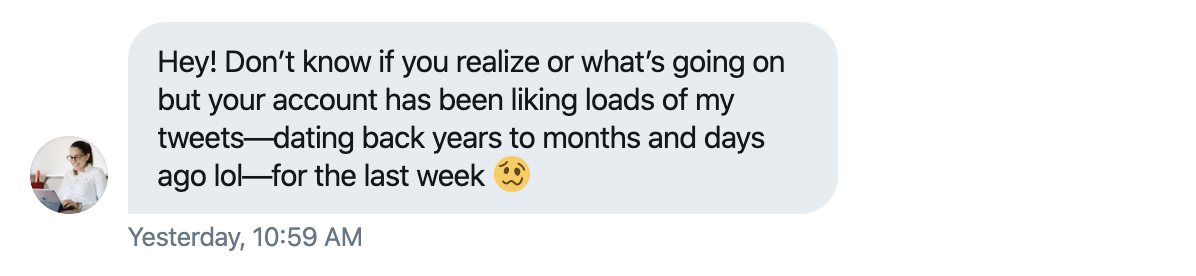 Hey! Don’t know if you realize or what’s going on
but your account has been liking loads of my
tweets—dating back years to months and days
ago lol—for the last week 🥴
Yesterday, 10:59 AM